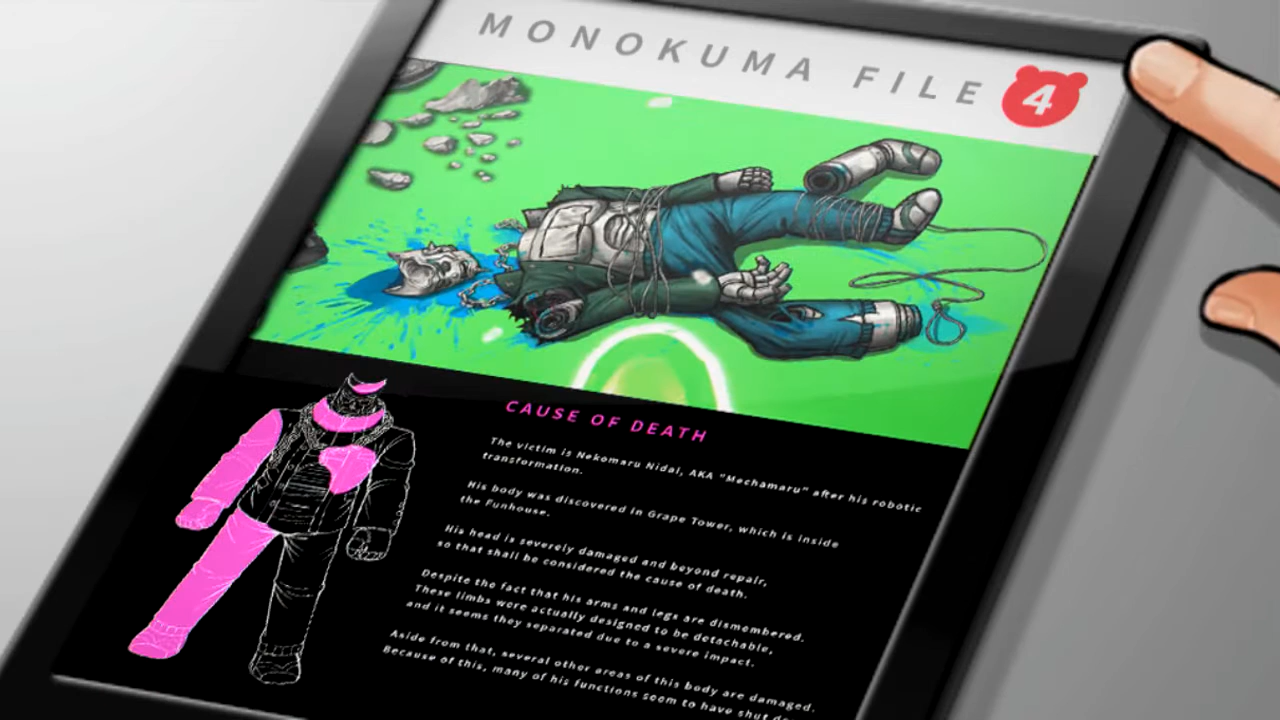 MONOKUMA FILE 4
CAUSE OF DEATH
The victim is Nekomaru Nidai, AKA "Mechamaru" after his robotic
transformation.
His body was discovered in Grape Tower, which is inside
the Funhouse.
His head is severely damaged and beyond repair,
so that shall be considered the cause of death.
Despite the fact that his arms and legs are dismembered.
These limbs were actually designed to be detachable,
and it seems they separated due to a severe impact.
Aside from that, several other areas of this body are damaged.
Because of this, many of his functions seem to have shut